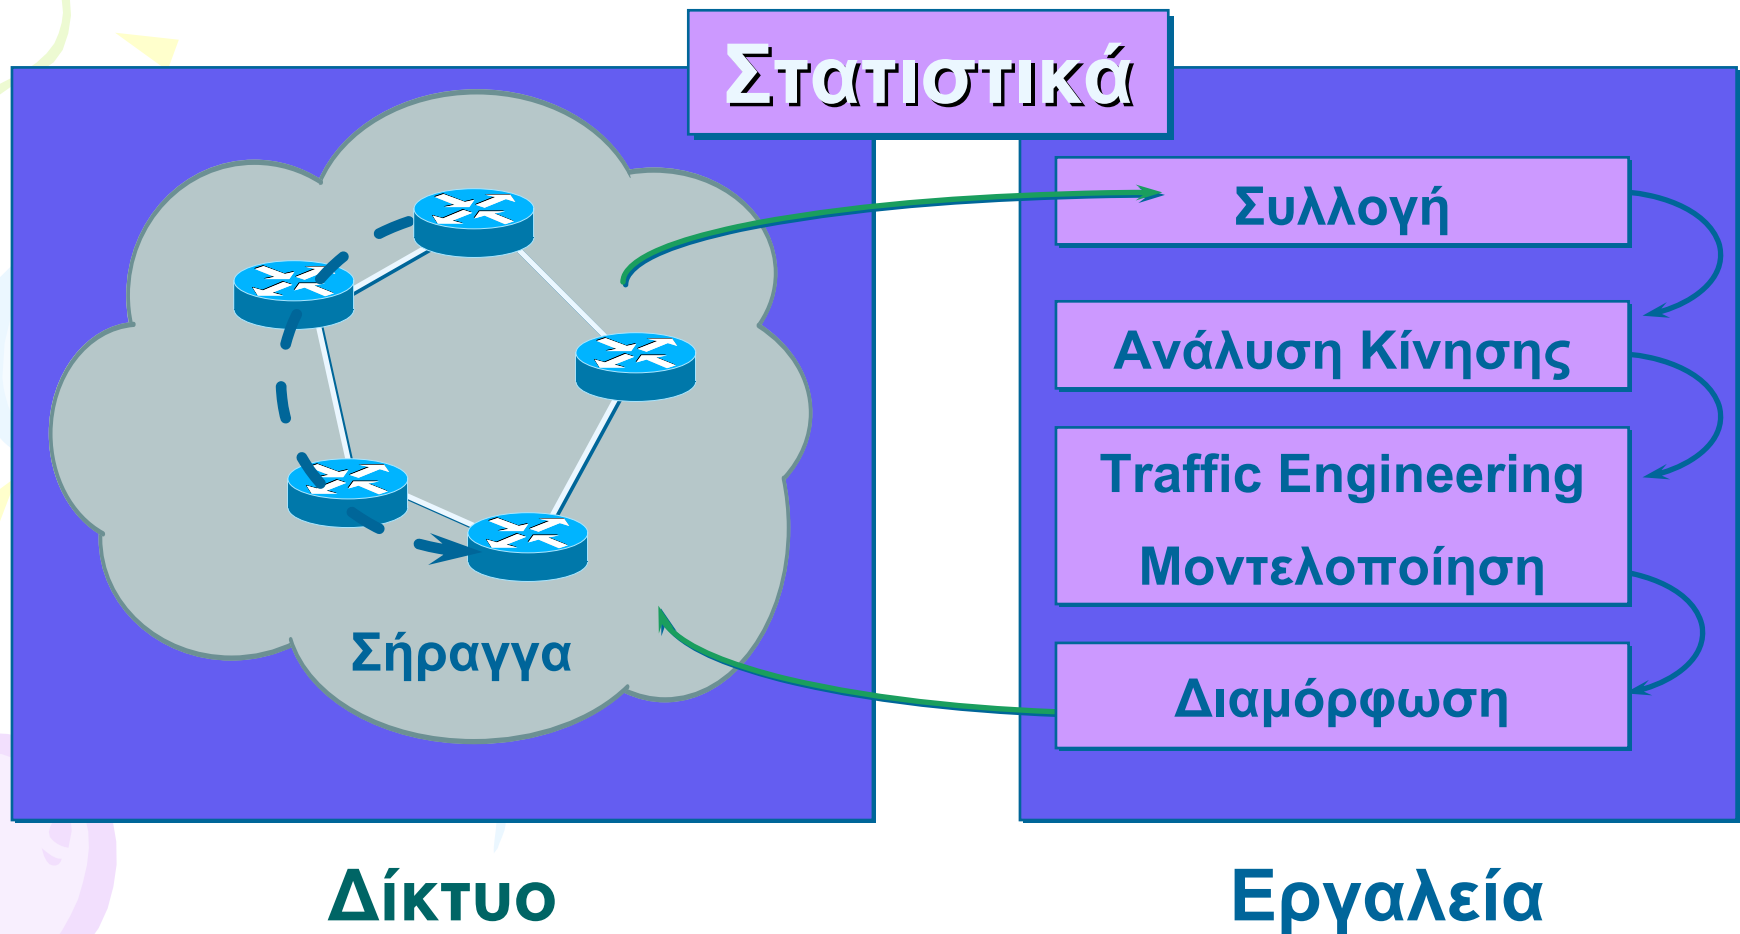 Στατιστικά
Συλλογή
Ανάλυση Κίνησης
Traffic Engineering
Μοντελοποίηση
Διαμόρφωση
Σήραγγα
Δίκτυο
Εργαλεία